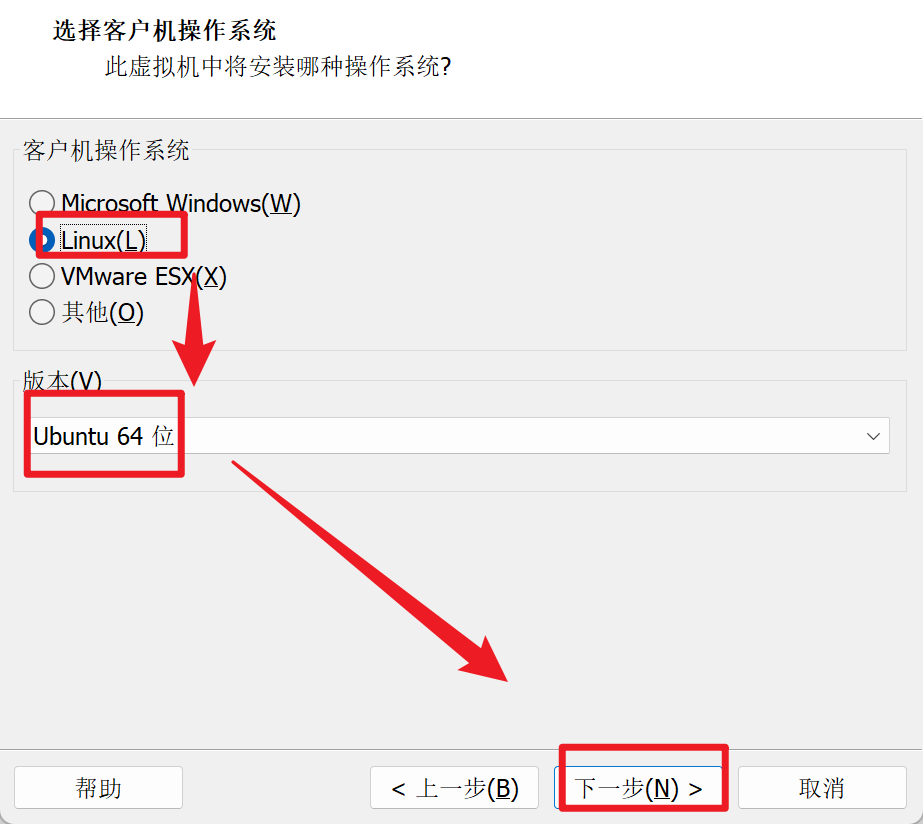 选择客户机操作系统
此虚拟机中将安装哪种操作系统?
客户机操作系统
Microsoft Windows(W)
Linux(L)
VMware ESX(X)
其他(O)
版本(V)
Ubuntu 64 位
帮助
< 上一步(B)
下一步(N) >
取消